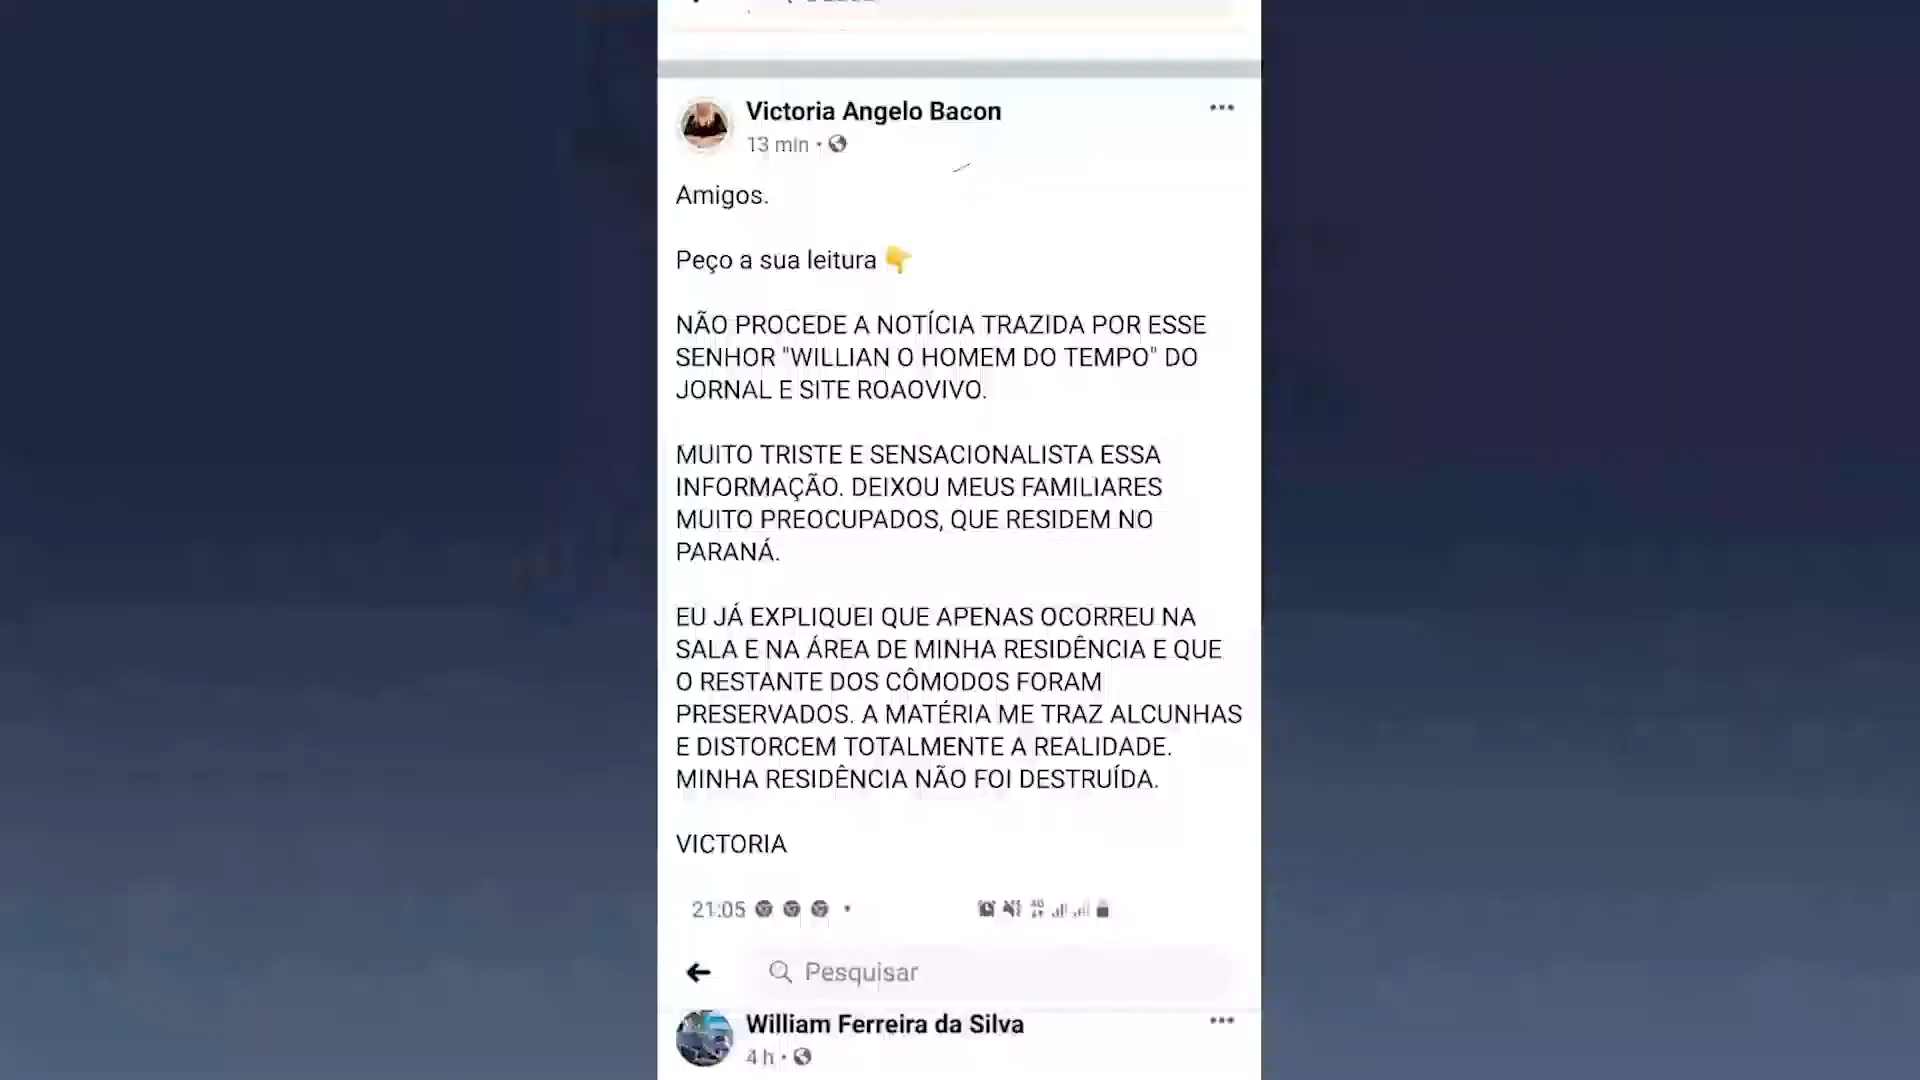 Victoria Angelo Bacon
13 min
Amigos.
Peço a sua leitura 👇
NÃO PROCEDE A NOTÍCIA TRAZIDA POR ESSE
SENHOR "WILLIAN O HOMEM DO TEMPO" DO
JORNAL E SITE ROAOVIVO.
MUITO TRISTE E SENSACIONALISTA ESSA
INFORMAÇÃO. DEIXOU MEUS FAMILIARES
MUITO PREOCUPADOS, QUE RESIDEM NO
PARANÁ.
EU JÁ EXPLIQUEI QUE APENAS OCORREU NA
SALA E NA ÁREA DE MINHA RESIDÊNCIA E QUE
O RESTANTE DOS CÔMODOS FORAM
PRESERVADOS. A MATÉRIA ME TRAZ ALCUNHAS
E DISTORCEM TOTALMENTE A REALIDADE.
MINHA RESIDÊNCIA NÃO FOI DESTRUÍDA.
VICTORIA
21:05
Pesquisar
William Ferreira da Silva
4 h